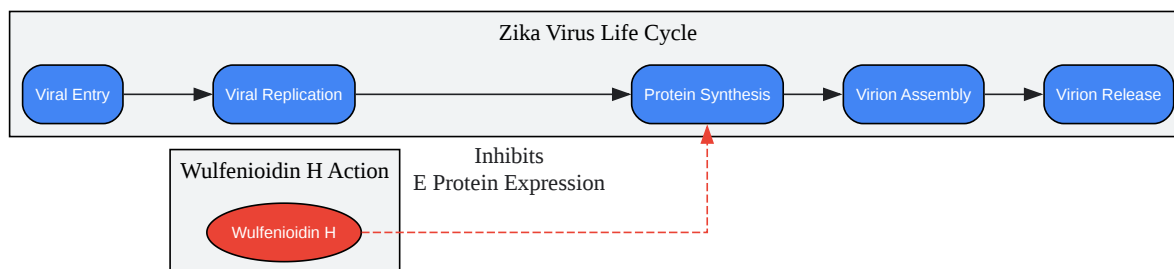 Zika Virus Life Cycle
Viral Entry
Viral Replication
Protein Synthesis
Virion Assembly
Virion Release
Inhibits
E Protein Expression
Wulfenioidin H Action
Wulfenioidin H